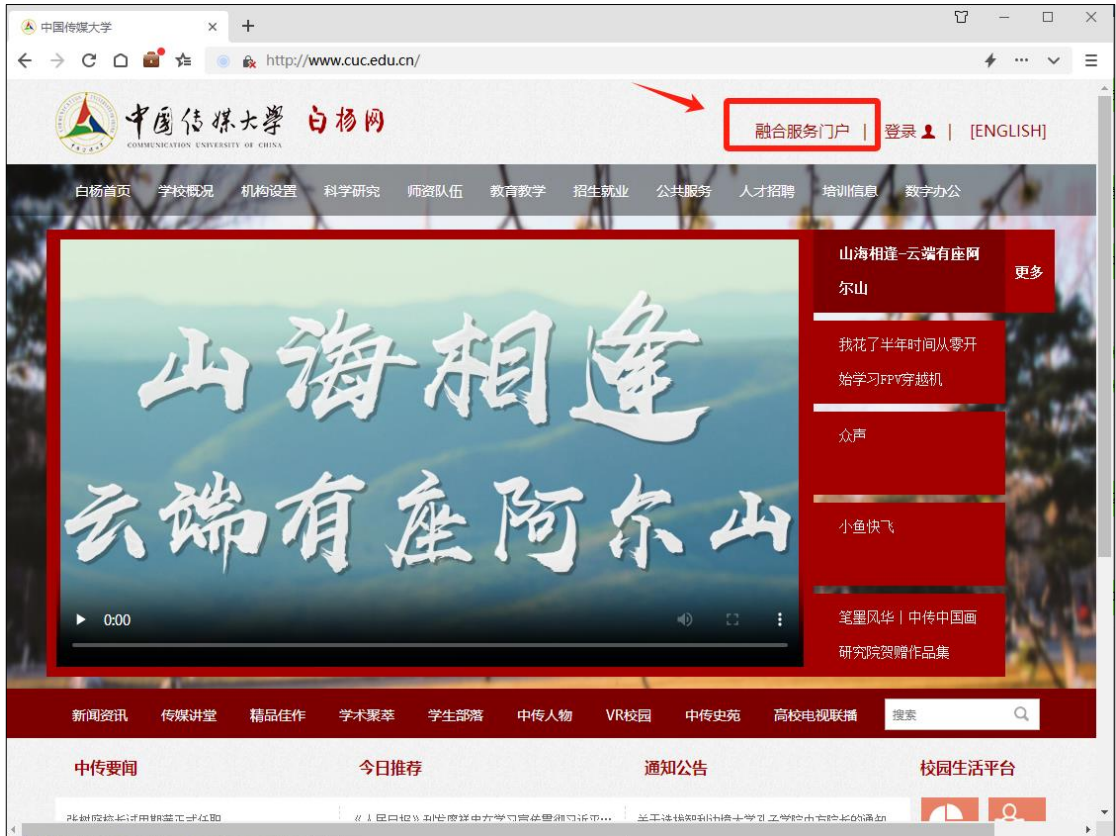 中国传媒大学
http://www.cuc.edu.cn/
中国传媒大学 白杨网
COMMUNICATION UNIVERSITY OF CHINA
融合服务门户 | 登录 | [ENGLISH]
白杨首页 学校概况 机构设置 科学研究 师资队伍 教育教学 招生就业 公共服务 人才招聘 培训信息 数字办公
山海相逢
云端有座阿尔山
0:00
山海相逢-云端有座阿
尔山
更多
我花了半年时间从零开
始学习FPV穿越机
众声
小鱼快飞
笔墨风华丨中传中国画
研究院贺赠作品集
新闻资讯 传媒讲堂 精品佳作 学术聚萃 学生部落 中传人物 VR校园 中传史苑 高校电视联播 搜索
中传要闻 今日推荐 通知公告 校园生活平台